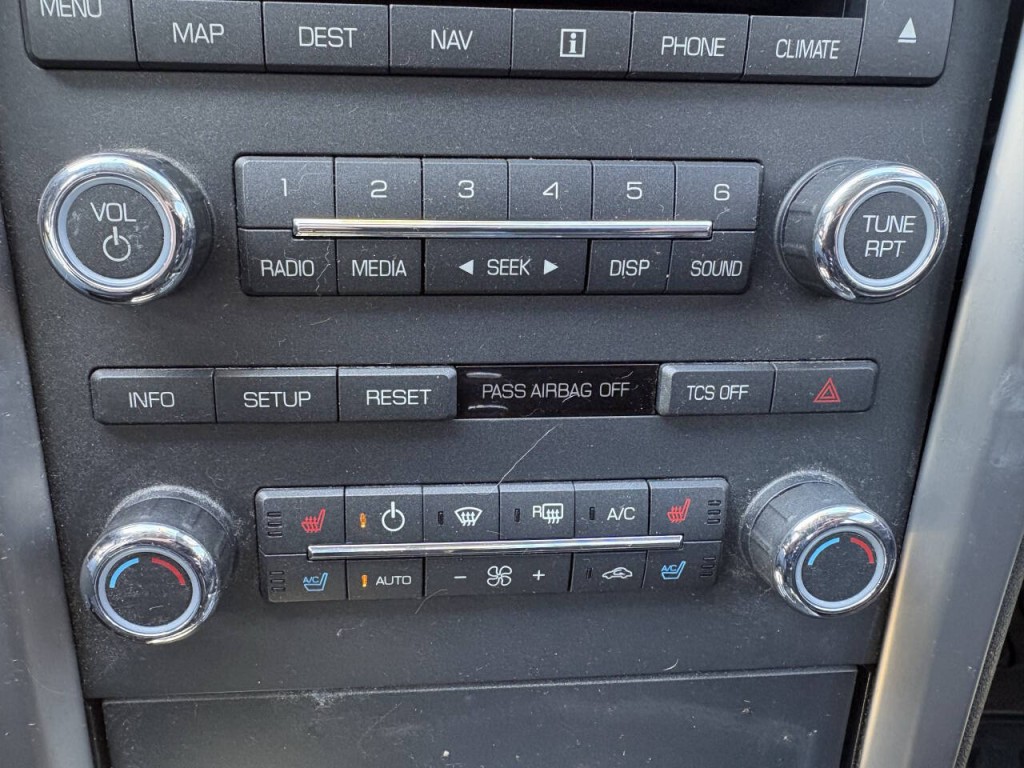 MENU MAP DEST NAV i PHONE CLIMATE
1 2 3 4 5 6
VOL
TUNE
RPT
RADIO MEDIA SEEK DISP SOUND
INFO SETUP RESET PASS AIRBAG OFF TCS OFF
R A/C
A/C AUTO - + A/C